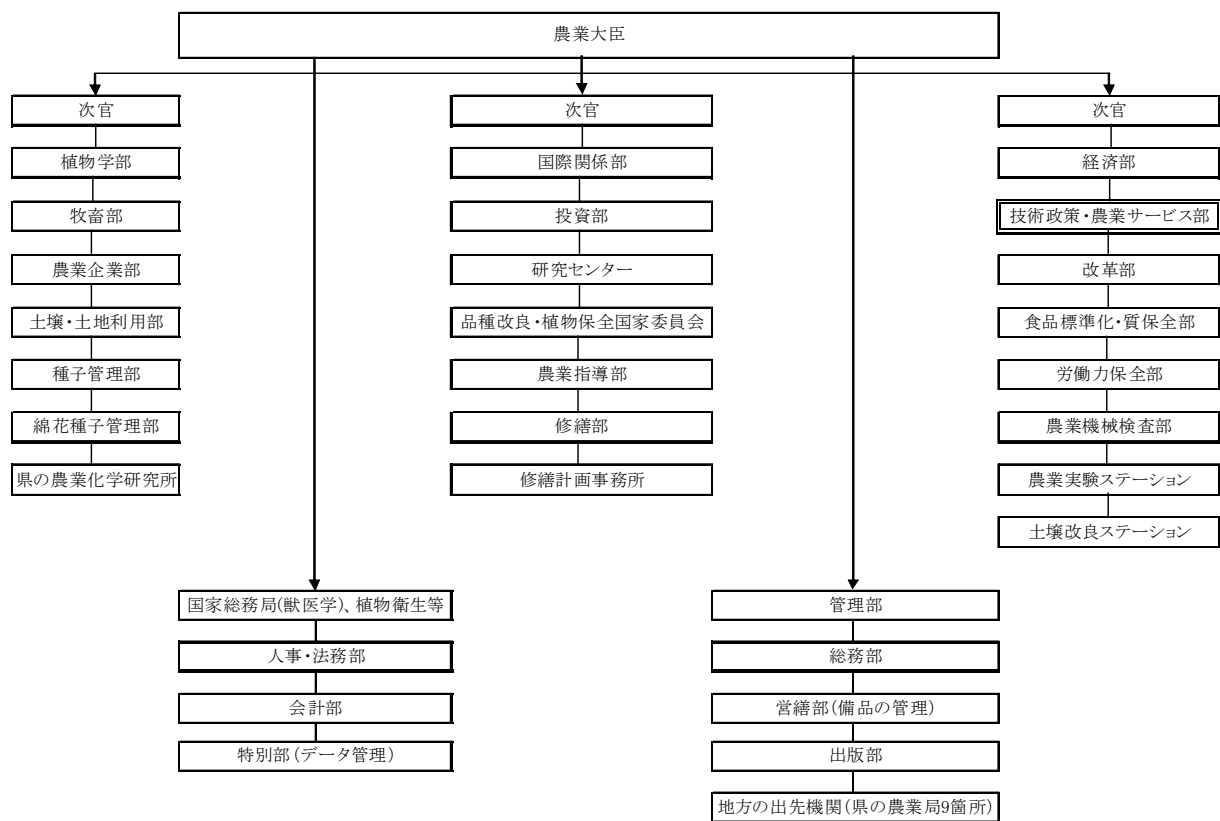 農業大臣
次官
植物学部
牧畜部
農業企業部
土壌・土地利用部
種子管理部
綿花種子管理部
県の農業化学研究所
次官
国際関係部
投資部
研究センター
品種改良・植物保全国家委員会
農業指導部
修繕部
修繕計画事務所
次官
経済部
技術政策・農業サービス部
改革部
食品標準化・質保全部
労働力保全部
農業機械検査部
農業実験ステーション
土壌改良ステーション
国家総務局(獣医学)、植物衛生等
人事・法務部
会計部
特別部(データ管理)
管理部
総務部
営繕部(備品の管理)
出版部
地方の出先機関(県の農業局9箇所)